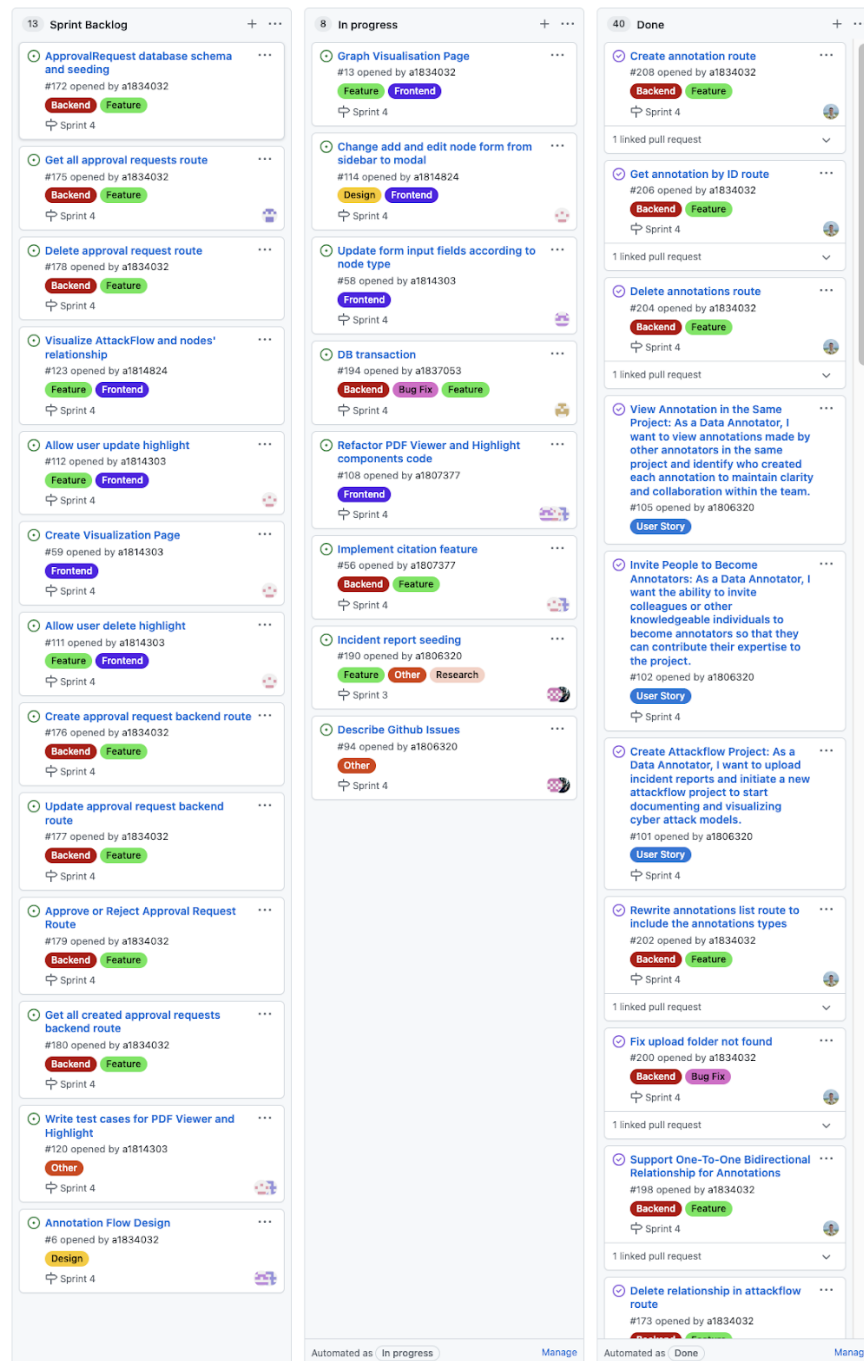 13 Sprint Backlog
ApprovalRequest database schema
and seeding
#172 opened by a1834032
Backend Feature
Sprint 4
Get all approval requests route
#175 opened by a1834032
Backend Feature
Sprint 4
Delete approval request route
#178 opened by a1834032
Backend Feature
Sprint 4
Visualize AttackFlow and nodes'
relationship
#123 opened by a1814824
Feature Frontend
Sprint 4
Allow user update highlight
#112 opened by a1814303
Feature Frontend
Sprint 4
Create Visualization Page
#59 opened by a1814303
Frontend
Sprint 4
Allow user delete highlight
#111 opened by a1814303
Feature Frontend
Sprint 4
Create approval request backend route
#176 opened by a1834032
Backend Feature
Sprint 4
Update approval request backend
route
#177 opened by a1834032
Backend Feature
Sprint 4
Approve or Reject Approval Request
Route
#179 opened by a1834032
Backend Feature
Sprint 4
Get all created approval requests
backend route
#180 opened by a1834032
Backend Feature
Sprint 4
Write test cases for PDF Viewer and
Highlight
#120 opened by a1814303
Other
Sprint 4
Annotation Flow Design
#6 opened by a1834032
Design
Sprint 4
8 In progress
Graph Visualisation Page
#13 opened by a1834032
Feature Frontend
Sprint 4
Change add and edit node form from
sidebar to modal
#114 opened by a1814824
Design Frontend
Sprint 4
Update form input fields according to
node type
#58 opened by a1814303
Frontend
Sprint 4
DB transaction
#194 opened by a1837053
Backend Bug Fix Feature
Sprint 4
Refactor PDF Viewer and Highlight
components code
#108 opened by a1807377
Frontend
Sprint 4
Implement citation feature
#56 opened by a1807377
Backend Feature
Sprint 4
Incident report seeding
#190 opened by a1806320
Feature Other Research
Sprint 3
Describe Github Issues
#94 opened by a1806320
Other
Sprint 4
Automated as In progress Manage
40 Done
Create annotation route
#208 opened by a1834032
Backend Feature
Sprint 4
1 linked pull request
Get annotation by ID route
#206 opened by a1834032
Backend Feature
Sprint 4
1 linked pull request
Delete annotations route
#204 opened by a1834032
Backend Feature
Sprint 4
1 linked pull request
View Annotation in the Same
Project: As a Data Annotator, I
want to view annotations made by
other annotators in the same
project and identify who created
each annotation to maintain clarity
and collaboration within the team.
#105 opened by a1806320
User Story
Invite People to Become
Annotators: As a Data Annotator, I
want the ability to invite
colleagues or other
knowledgeable individuals to
become annotators so that they
can contribute their expertise to
the project.
#102 opened by a1806320
User Story
Sprint 4
Create Attackflow Project: As a
Data Annotator, I want to upload
incident reports and initiate a new
attackflow project to start
documenting and visualizing
cyber attack models.
#101 opened by a1806320
User Story
Sprint 4
Rewrite annotations list route to
include the annotations types
#202 opened by a1834032
Backend Feature
Sprint 4
1 linked pull request
Fix upload folder not found
#200 opened by a1834032
Backend Bug Fix
Sprint 4
1 linked pull request
Support One-To-One Bidirectional
Relationship for Annotations
#198 opened by a1834032
Backend Feature
Sprint 4
1 linked pull request
Delete relationship in attackflow
route
#173 opened by a1834032
Automated as Done Manag